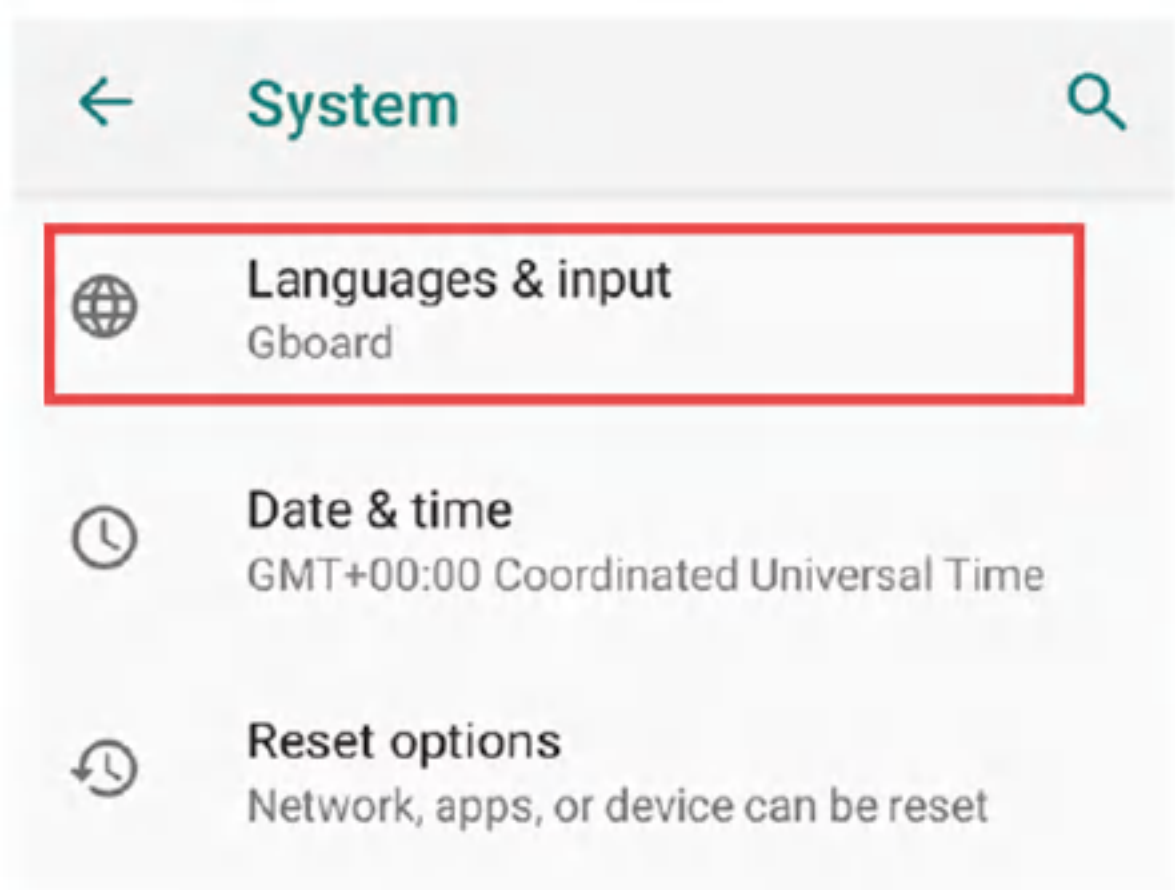 System
Languages & input
Gboard
Date & time
GMT+00:00 Coordinated Universal Time
Reset options
Network, apps, or device can be reset